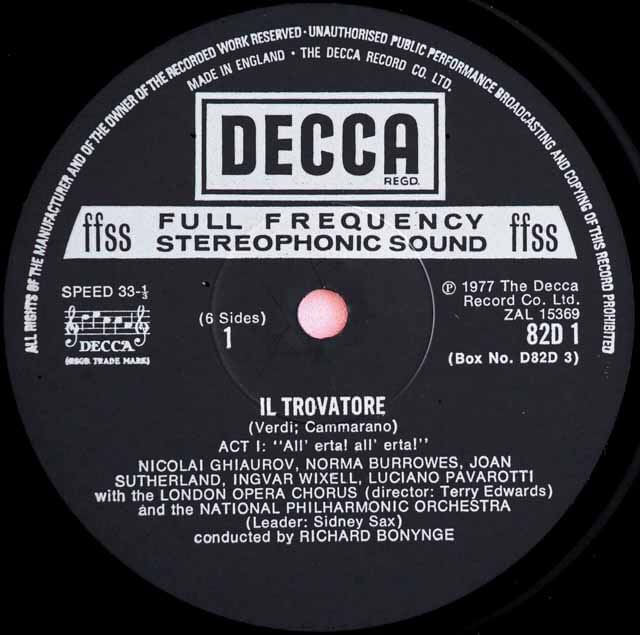 ALL RIGHTS OF THE MANUFACTURER AND OF THE OWNER OF THE RECORDED WORK RESERVED · UNAUTHORISED PUBLIC PERFORMANCE BROADCASTING AND COPYING OF THIS RECORD PROHIBITED
MADE IN ENGLAND · THE DECCA RECORD CO. LTD.
DECCA
REGD.
ffss FULL FREQUENCY ffss
STEREOPHONIC SOUND
SPEED 33-⅓
DECCA
(REGD. TRADE MARK)
(6 Sides)
1
℗ 1977 The Decca
Record Co. Ltd.
ZAL 15369
82D 1
(Box No. D82D 3)
IL TROVATORE
(Verdi; Cammarano)
ACT I: "All' erta! all' erta!"
NICOLAI GHIAUROV, NORMA BURROWES, JOAN
SUTHERLAND, INGVAR WIXELL, LUCIANO PAVAROTTI
with the LONDON OPERA CHORUS (director: Terry Edwards)
and the NATIONAL PHILHARMONIC ORCHESTRA
(Leader: Sidney Sax)
conducted by RICHARD BONYNGE